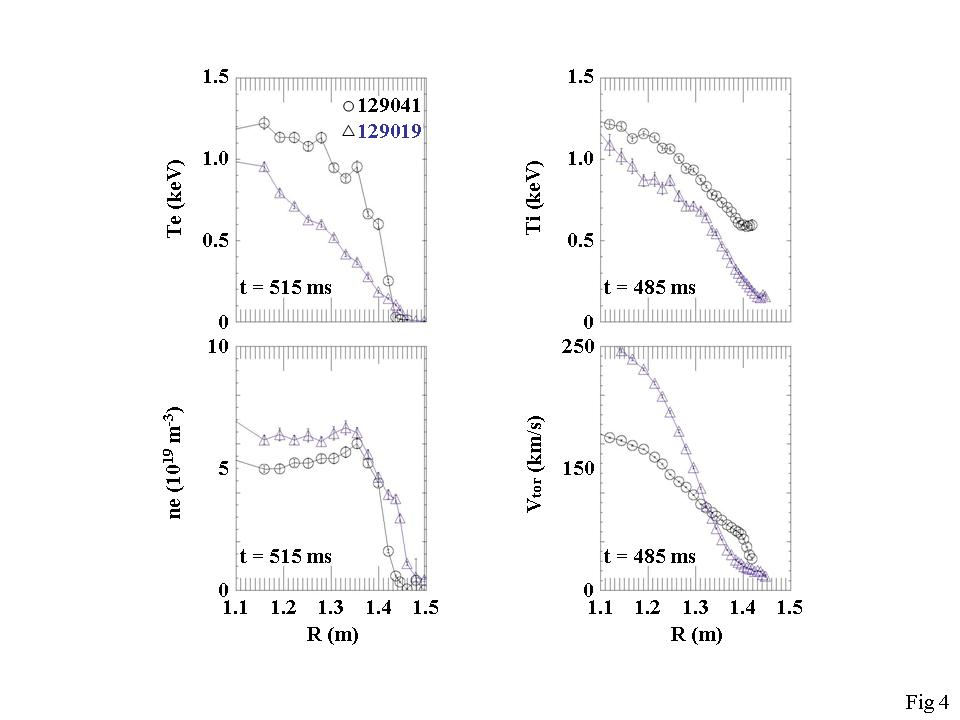 1.5
129041
129019
1.0
Te (keV)
0.5
t = 515 ms
0
1.5
1.0
Ti (keV)
0.5
t = 485 ms
0
10
ne (10^19 m^-3)
5
t = 515 ms
0
1.1 1.2 1.3 1.4 1.5
R (m)
250
Vtor (km/s)
150
t = 485 ms
0
1.1 1.2 1.3 1.4 1.5
R (m)
Fig 4